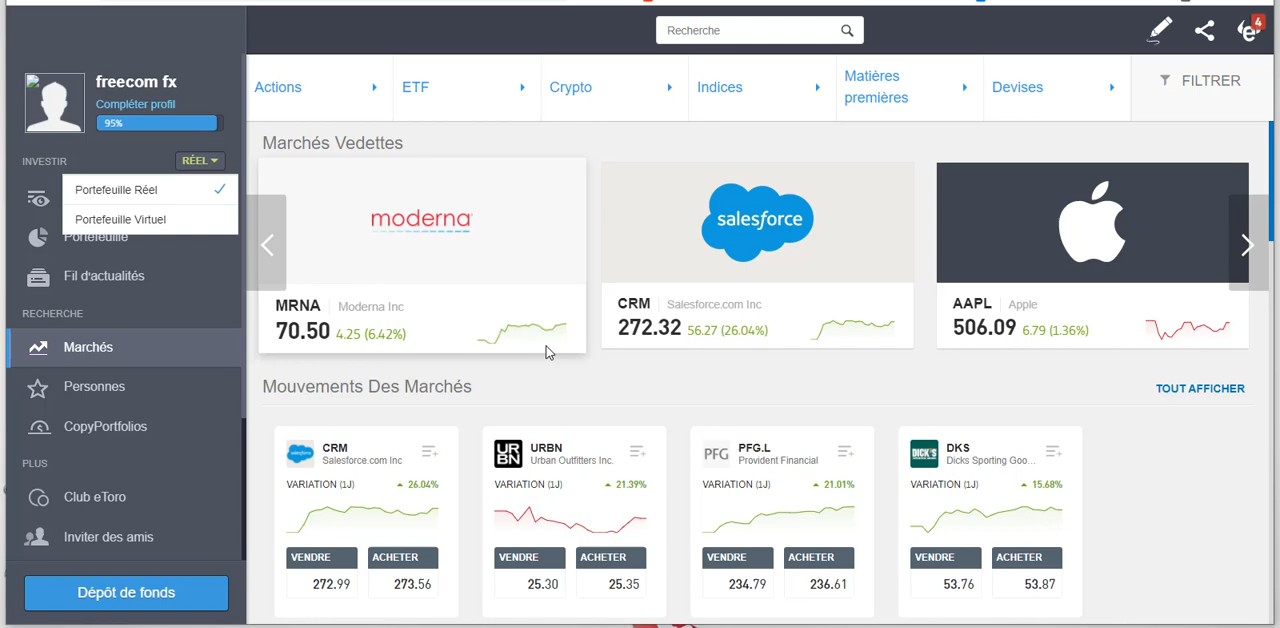 Recherche
4
freecom fx
Compléter profil
95%
INVESTIR
RÉEL
Portefeuille Réel
Portefeuille Virtuel
Portefeuille
Fil d'actualités
RECHERCHE
Marchés
Personnes
CopyPortfolios
PLUS
Club eToro
Inviter des amis
Dépôt de fonds
Actions
ETF
Crypto
Indices
Matières
premières
Devises
FILTRER
Marchés Vedettes
moderna
MRNA Moderna Inc
70.50 4.25 (6.42%)
salesforce
CRM Salesforce.com Inc
272.32 56.27 (26.04%)
AAPL Apple
506.09 6.79 (1.36%)
Mouvements Des Marchés
TOUT AFFICHER
CRM
Salesforce.com Inc
VARIATION (1J) 26.04%
VENDRE ACHETER
272.99 273.56
URBN
URBN
Urban Outfitters Inc.
VARIATION (1J) 21.39%
VENDRE ACHETER
25.30 25.35
PFG
PFG.L
Provident Financial
VARIATION (1J) 21.01%
VENDRE ACHETER
234.79 236.61
DICK'S
DKS
Dicks Sporting Goo...
VARIATION (1J) 15.68%
VENDRE ACHETER
53.76 53.87